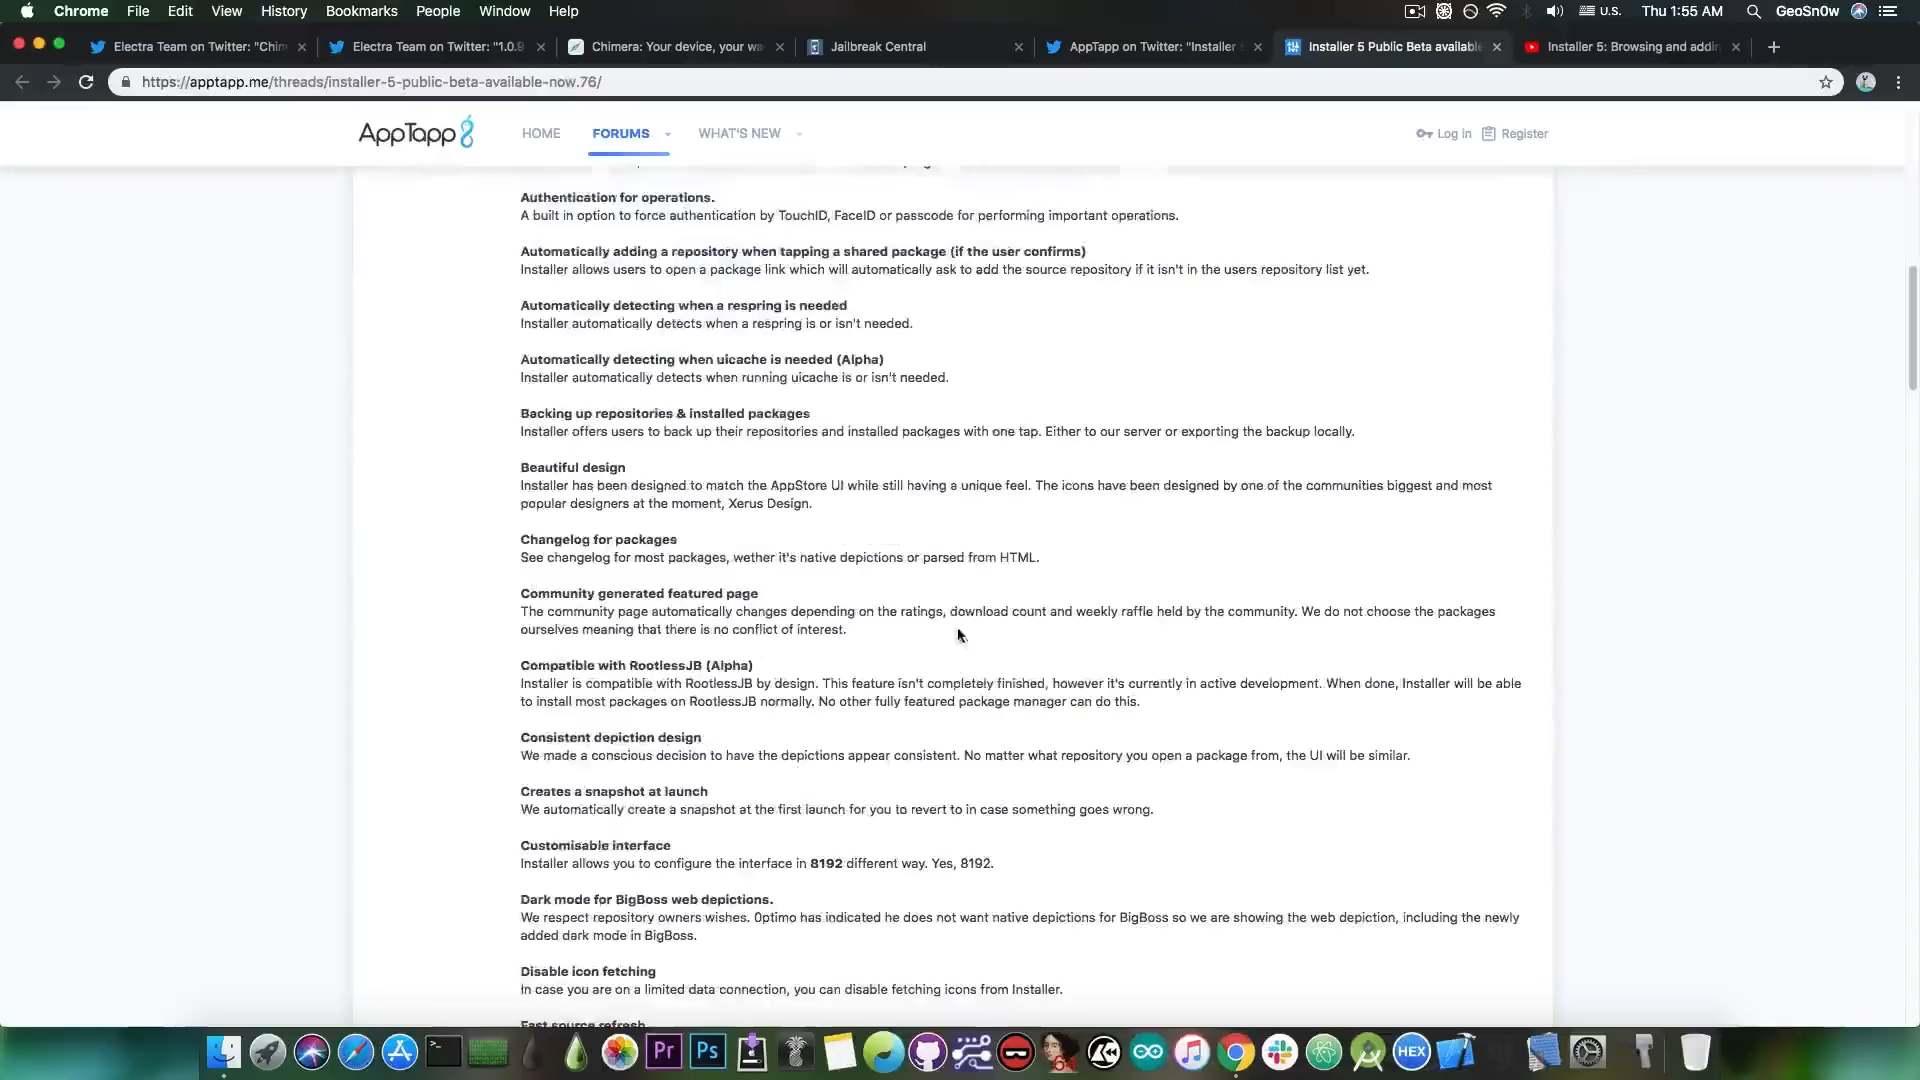 Chrome File Edit View History Bookmarks People Window Help U.S. Thu 1:55 AM GeoSn0w
Electra Team on Twitter: "Chim Electra Team on Twitter: "1.0.9 Chimera: Your device, your wa Jailbreak Central AppTapp on Twitter: "Installer 5 Installer 5 Public Beta available Installer 5: Browsing and addin
https://apptapp.me/threads/installer-5-public-beta-available-now.76/
AppTapp HOME FORUMS WHAT'S NEW Log in Register
Authentication for operations.
A built in option to force authentication by TouchID, FaceID or passcode for performing important operations.
Automatically adding a repository when tapping a shared package (if the user confirms)
Installer allows users to open a package link which will automatically ask to add the source repository if it isn't in the users repository list yet.
Automatically detecting when a respring is needed
Installer automatically detects when a respring is or isn't needed.
Automatically detecting when uicache is needed (Alpha)
Installer automatically detects when running uicache is or isn't needed.
Backing up repositories & installed packages
Installer offers users to back up their repositories and installed packages with one tap. Either to our server or exporting the backup locally.
Beautiful design
Installer has been designed to match the AppStore UI while still having a unique feel. The icons have been designed by one of the communities biggest and most
popular designers at the moment, Xerus Design.
Changelog for packages
See changelog for most packages, wether it's native depictions or parsed from HTML.
Community generated featured page
The community page automatically changes depending on the ratings, download count and weekly raffle held by the community. We do not choose the packages
ourselves meaning that there is no conflict of interest.
Compatible with RootlessJB (Alpha)
Installer is compatible with RootlessJB by design. This feature isn't completely finished, however it's currently in active development. When done, Installer will be able
to install most packages on RootlessJB normally. No other fully featured package manager can do this.
Consistent depiction design
We made a conscious decision to have the depictions appear consistent. No matter what repository you open a package from, the UI will be similar.
Creates a snapshot at launch
We automatically create a snapshot at the first launch for you to revert to in case something goes wrong.
Customisable interface
Installer allows you to configure the interface in 8192 different way. Yes, 8192.
Dark mode for BigBoss web depictions.
We respect repository owners wishes. 0ptimo has indicated he does not want native depictions for BigBoss so we are showing the web depiction, including the newly
added dark mode in BigBoss.
Disable icon fetching
In case you are on a limited data connection, you can disable fetching icons from Installer.
Fast source refresh
Pr Ps 64 HEX